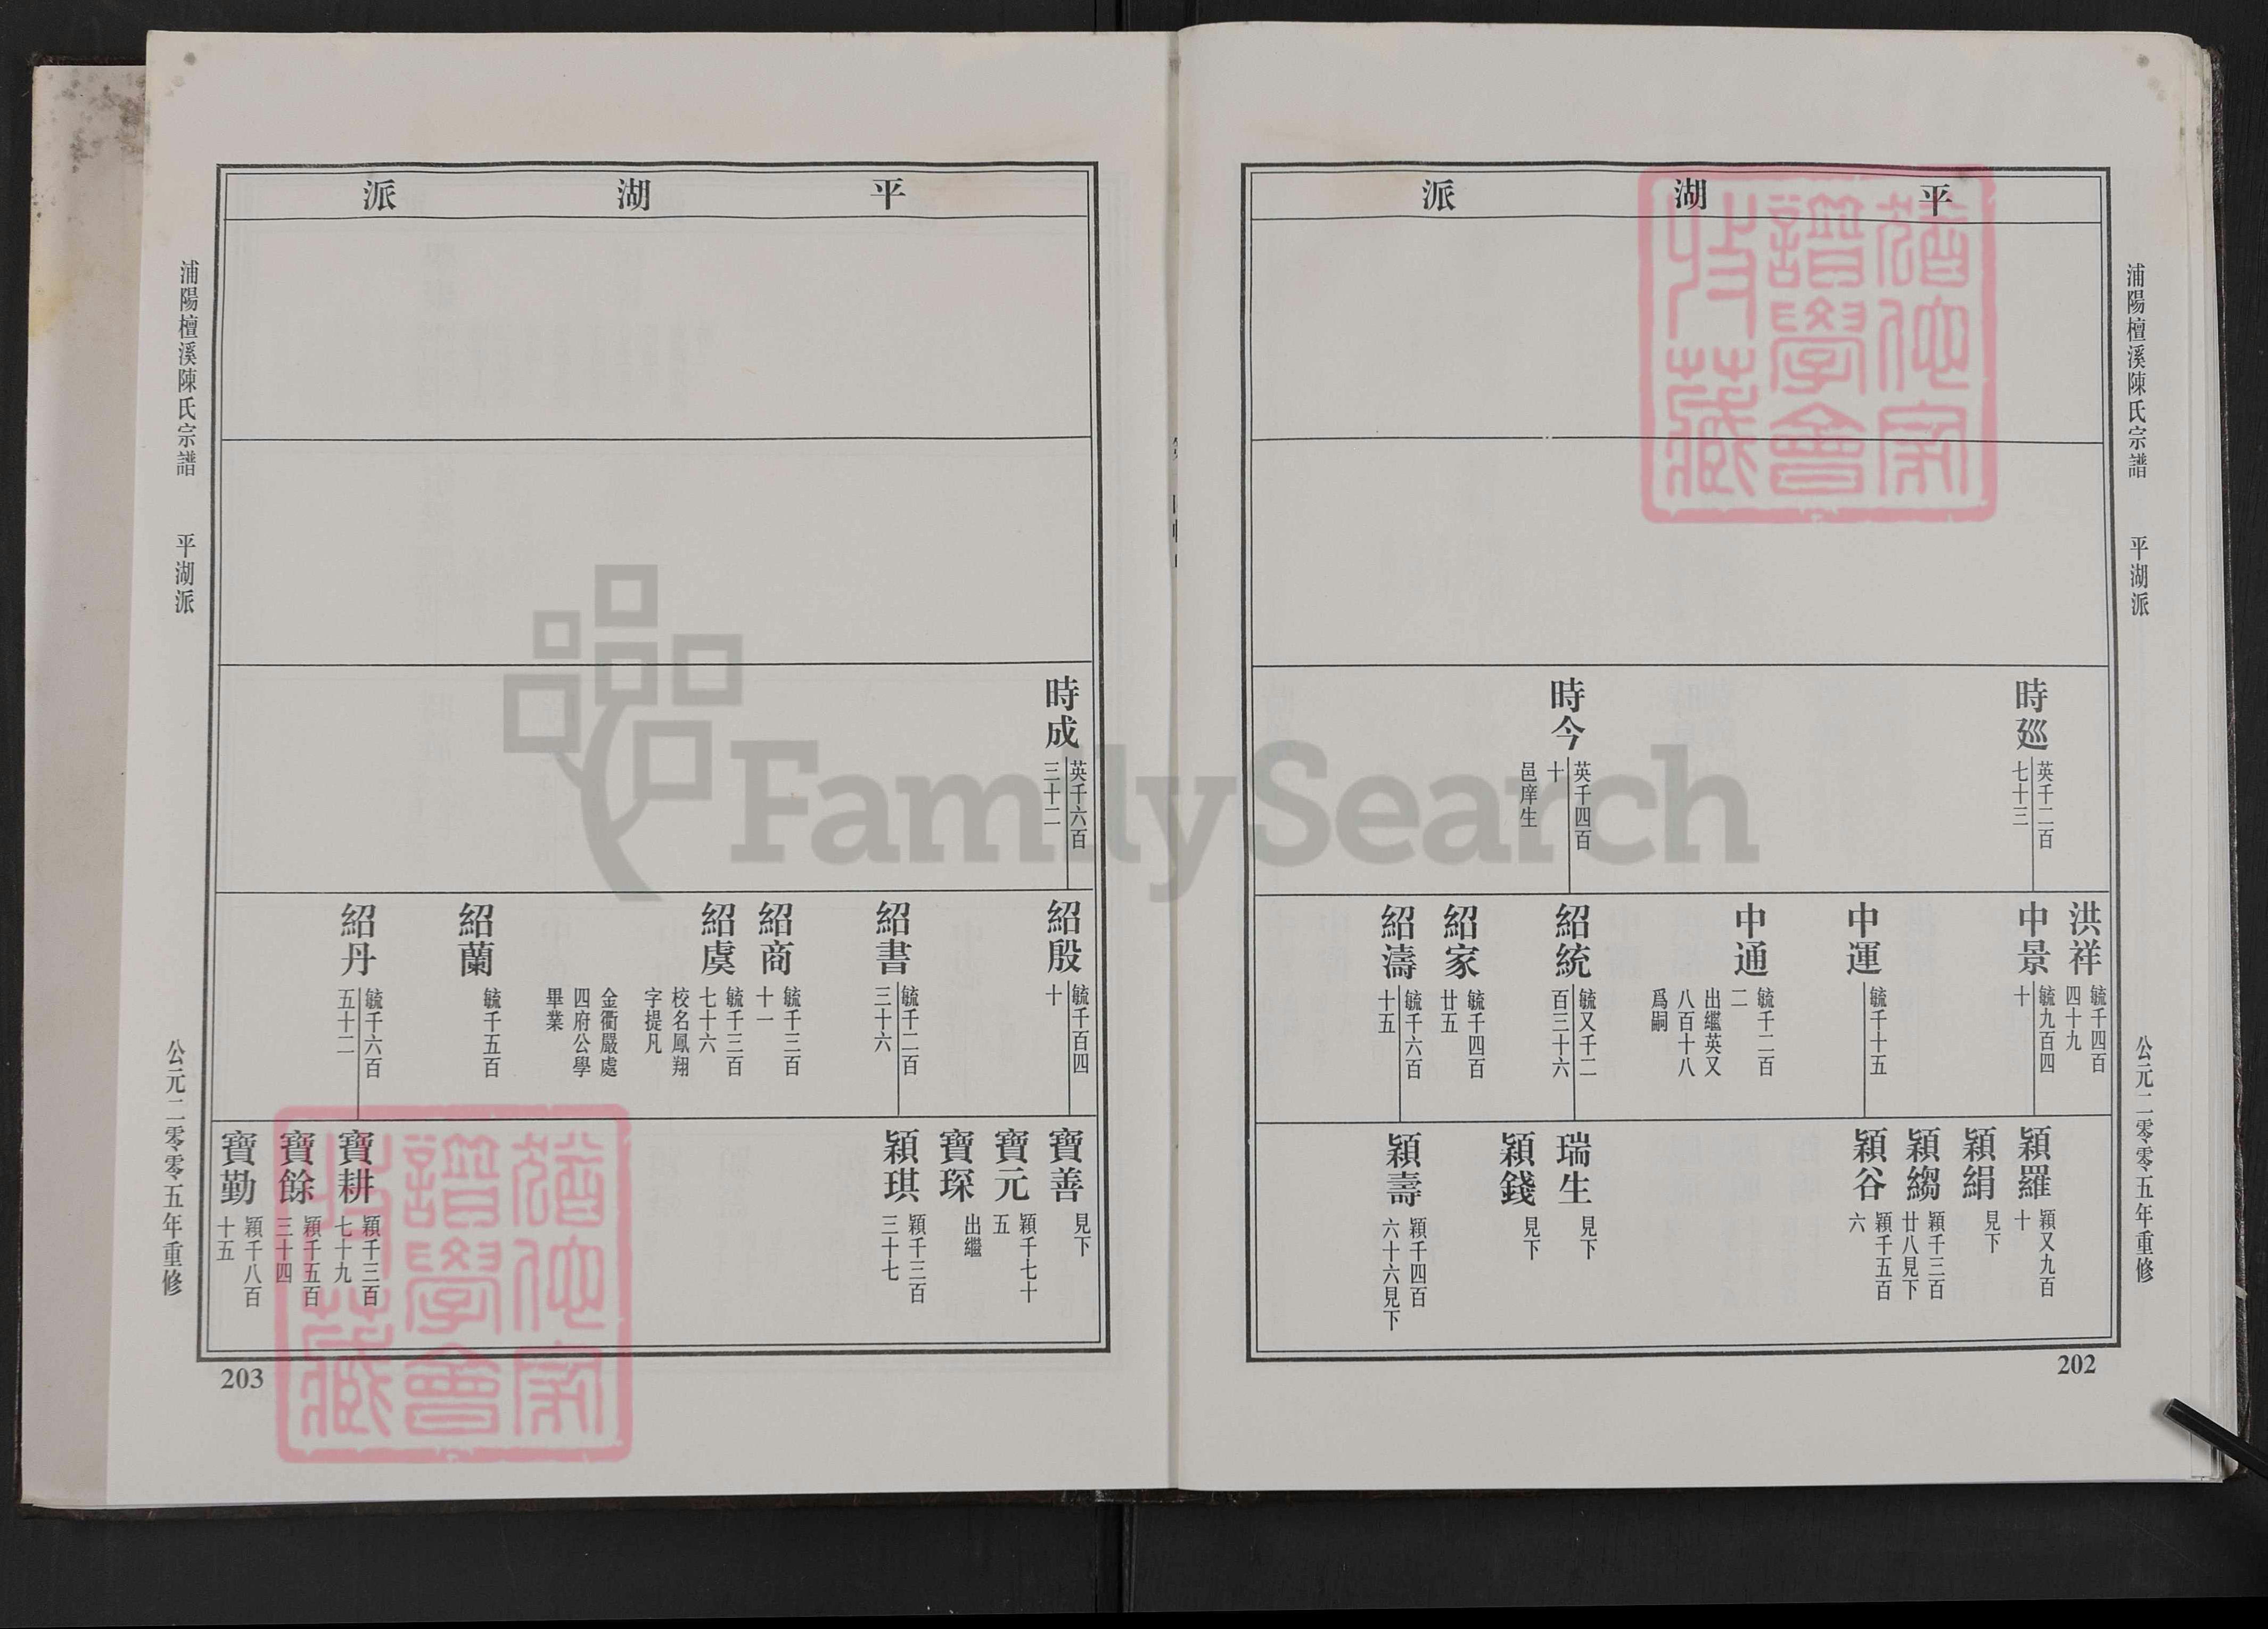 浦陽檀溪陳氏宗譜 平湖派 公元二零零五年重修
平湖派
時廵
英千二百
七十三
時今
英千四百
十
邑庠生
洪祥
毓千四百
四十九
中景
毓九百四
十
中運
毓千十五
中通
毓千二百
二
出繼英又
八百十八
爲嗣
紹統
毓又千二
百三十六
紹家
毓千四百
廿五
紹濤
毓千六百
十五
穎羅
穎又九百
十
穎絹
見下
穎縐
穎千三百
廿八見下
穎谷
穎千五百
六
瑞生
見下
穎錢
見下
穎壽
穎千四百
六十六見下
202
平湖派
時成
英千六百
三十二
紹殷
毓千百四
十
紹書
毓千二百
三十六
紹商
毓千三百
十一
紹虞
毓千三百
七十六
校名鳳翔
字提凡
金衢嚴處
四府公學
畢業
紹蘭
毓千五百
紹丹
毓千六百
五十二
寶善
見下
寶元
穎千七十
五
寶琛
出繼
穎琪
穎千三百
三十七
寶耕
穎千三百
七十九
寶餘
穎千五百
三十四
寶勤
穎千八百
十五
浦陽檀溪陳氏宗譜 平湖派 公元二零零五年重修
203
FamilySearch